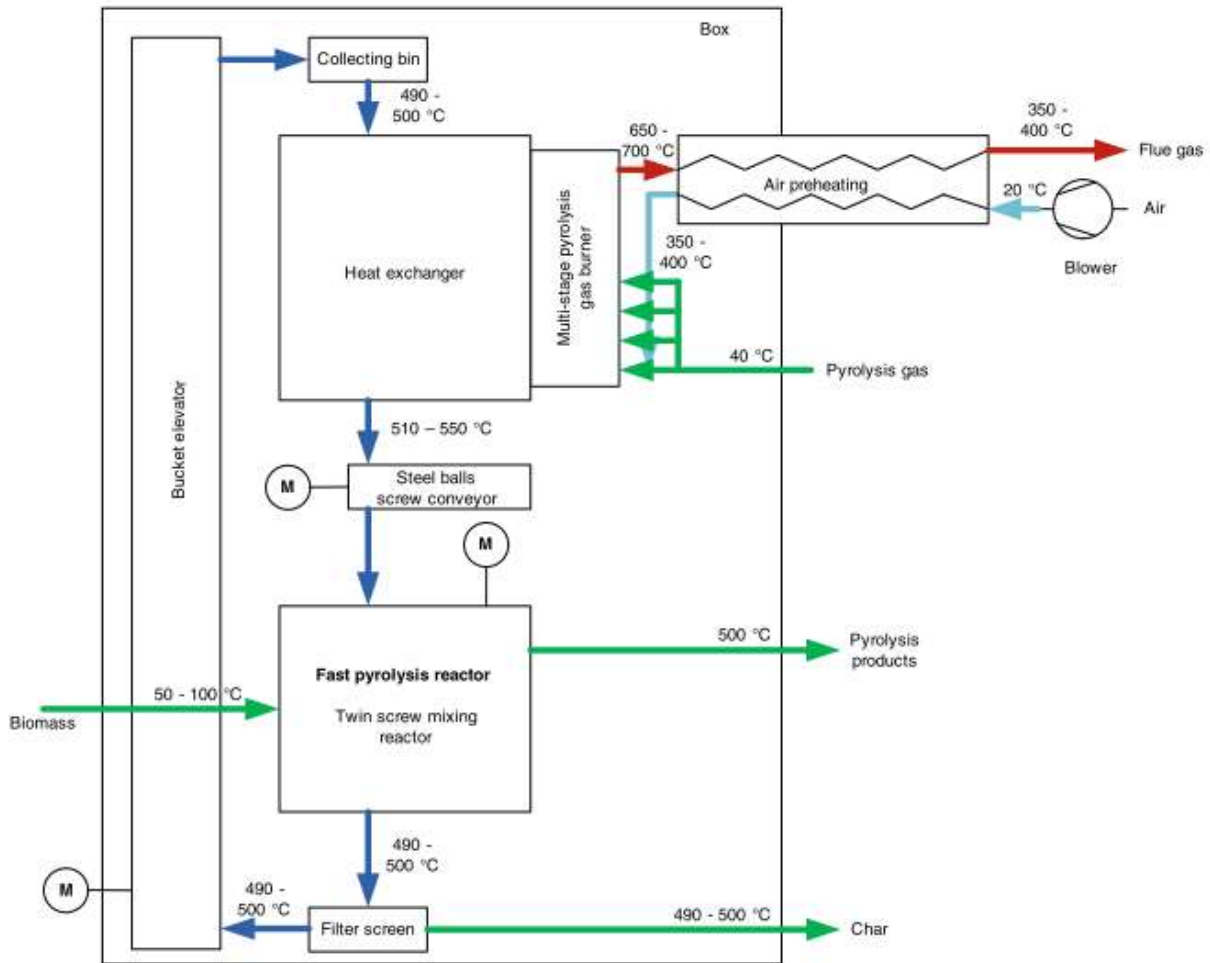 Box
Collecting bin
490 -
500 °C
650 -
700 °C
350 -
400 °C
Flue gas
Air preheating
20 °C
Air
Blower
350 -
400 °C
Heat exchanger
Multi-stage pyrolysis
gas burner
40 °C
Pyrolysis gas
Bucket elevator
510 – 550 °C
M
Steel balls
screw conveyor
M
500 °C
Pyrolysis
products
Fast pyrolysis reactor
Twin screw mixing
reactor
50 - 100 °C
Biomass
490 -
500 °C
M
490 -
500 °C
Filter screen
490 - 500 °C
Char